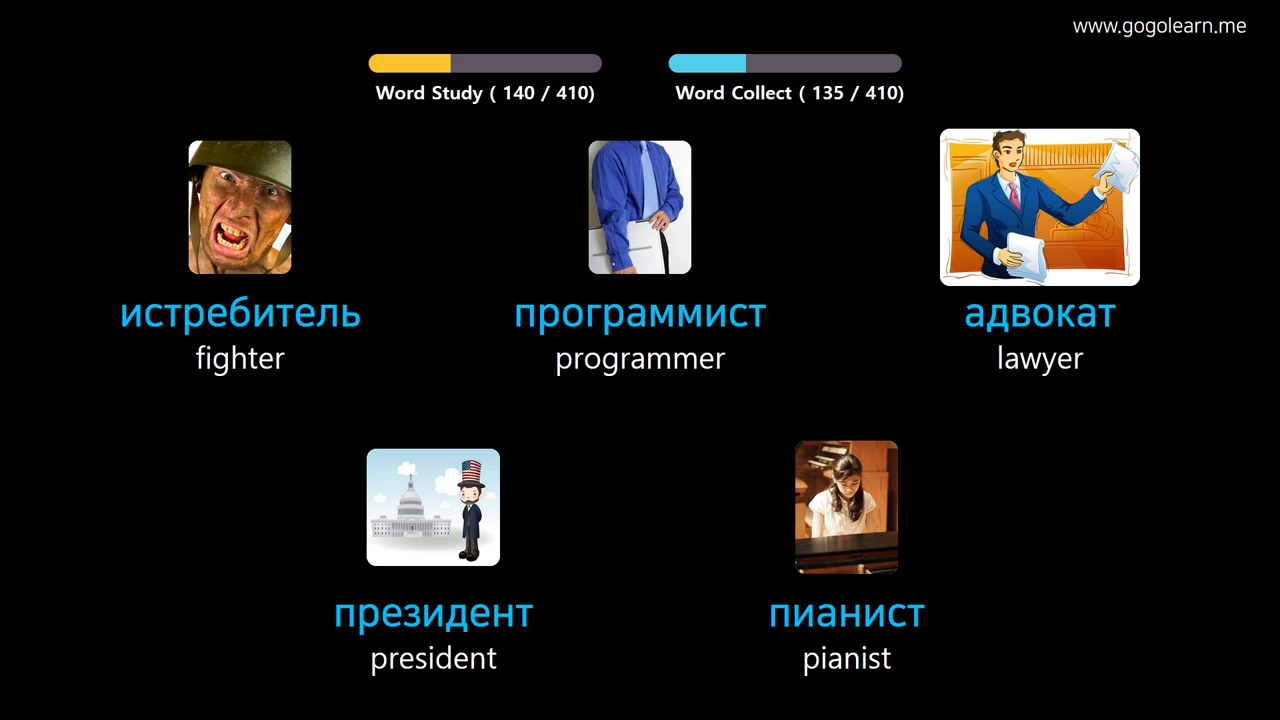 www.gogolearn.me
Word Study ( 140 / 410)
Word Collect ( 135 / 410)
истребитель
fighter
программист
programmer
адвокат
lawyer
президент
president
пианист
pianist